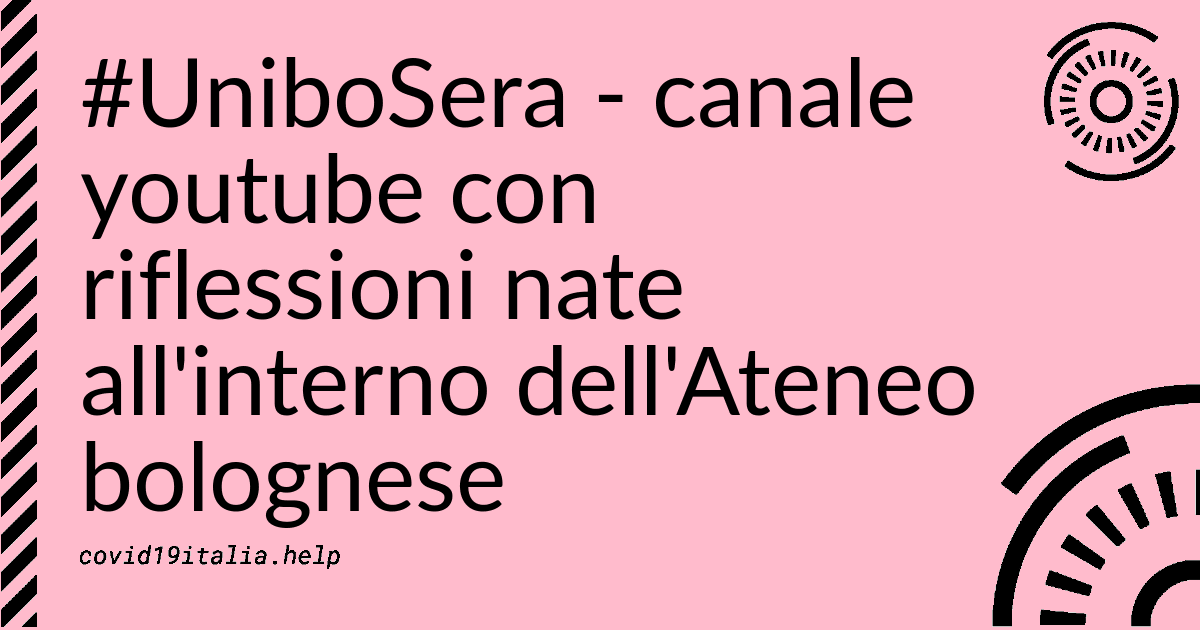 #UniboSera - canale
youtube con
riflessioni nate
all'interno dell'Ateneo
bolognese
covid19italia.help